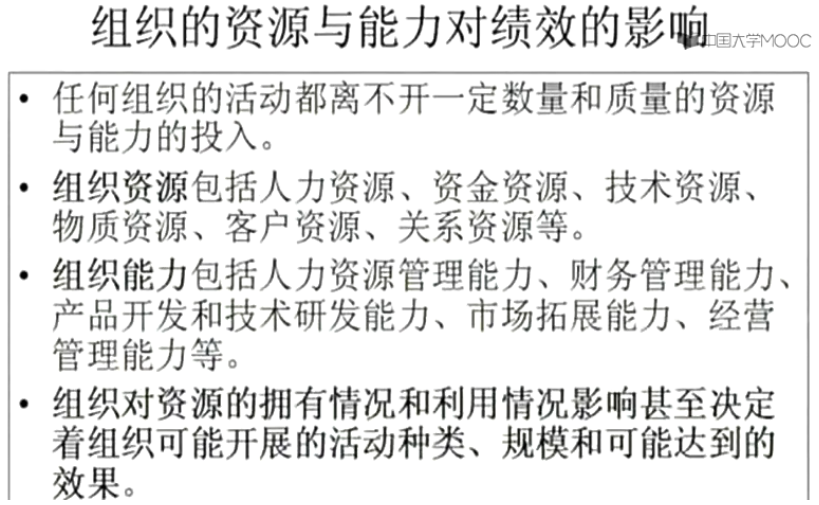 组织的资源与能力对绩效的影响
中国大学MOOC
• 任何组织的活动都离不开一定数量和质量的资源
与能力的投入。
• 组织资源包括人力资源、资金资源、技术资源、
物质资源、客户资源、关系资源等。
• 组织能力包括人力资源管理能力、财务管理能力、
产品开发和技术研发能力、市场拓展能力、经营
管理能力等。
• 组织对资源的拥有情况和利用情况影响甚至决定
着组织可能开展的活动种类、规模和可能达到的
效果。